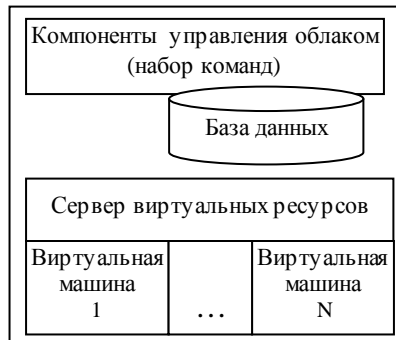 Компоненты управления облаком
(набор команд)
База данных
Сервер виртуальных ресурсов
Виртуальная
машина
1
...
Виртуальная
машина
N